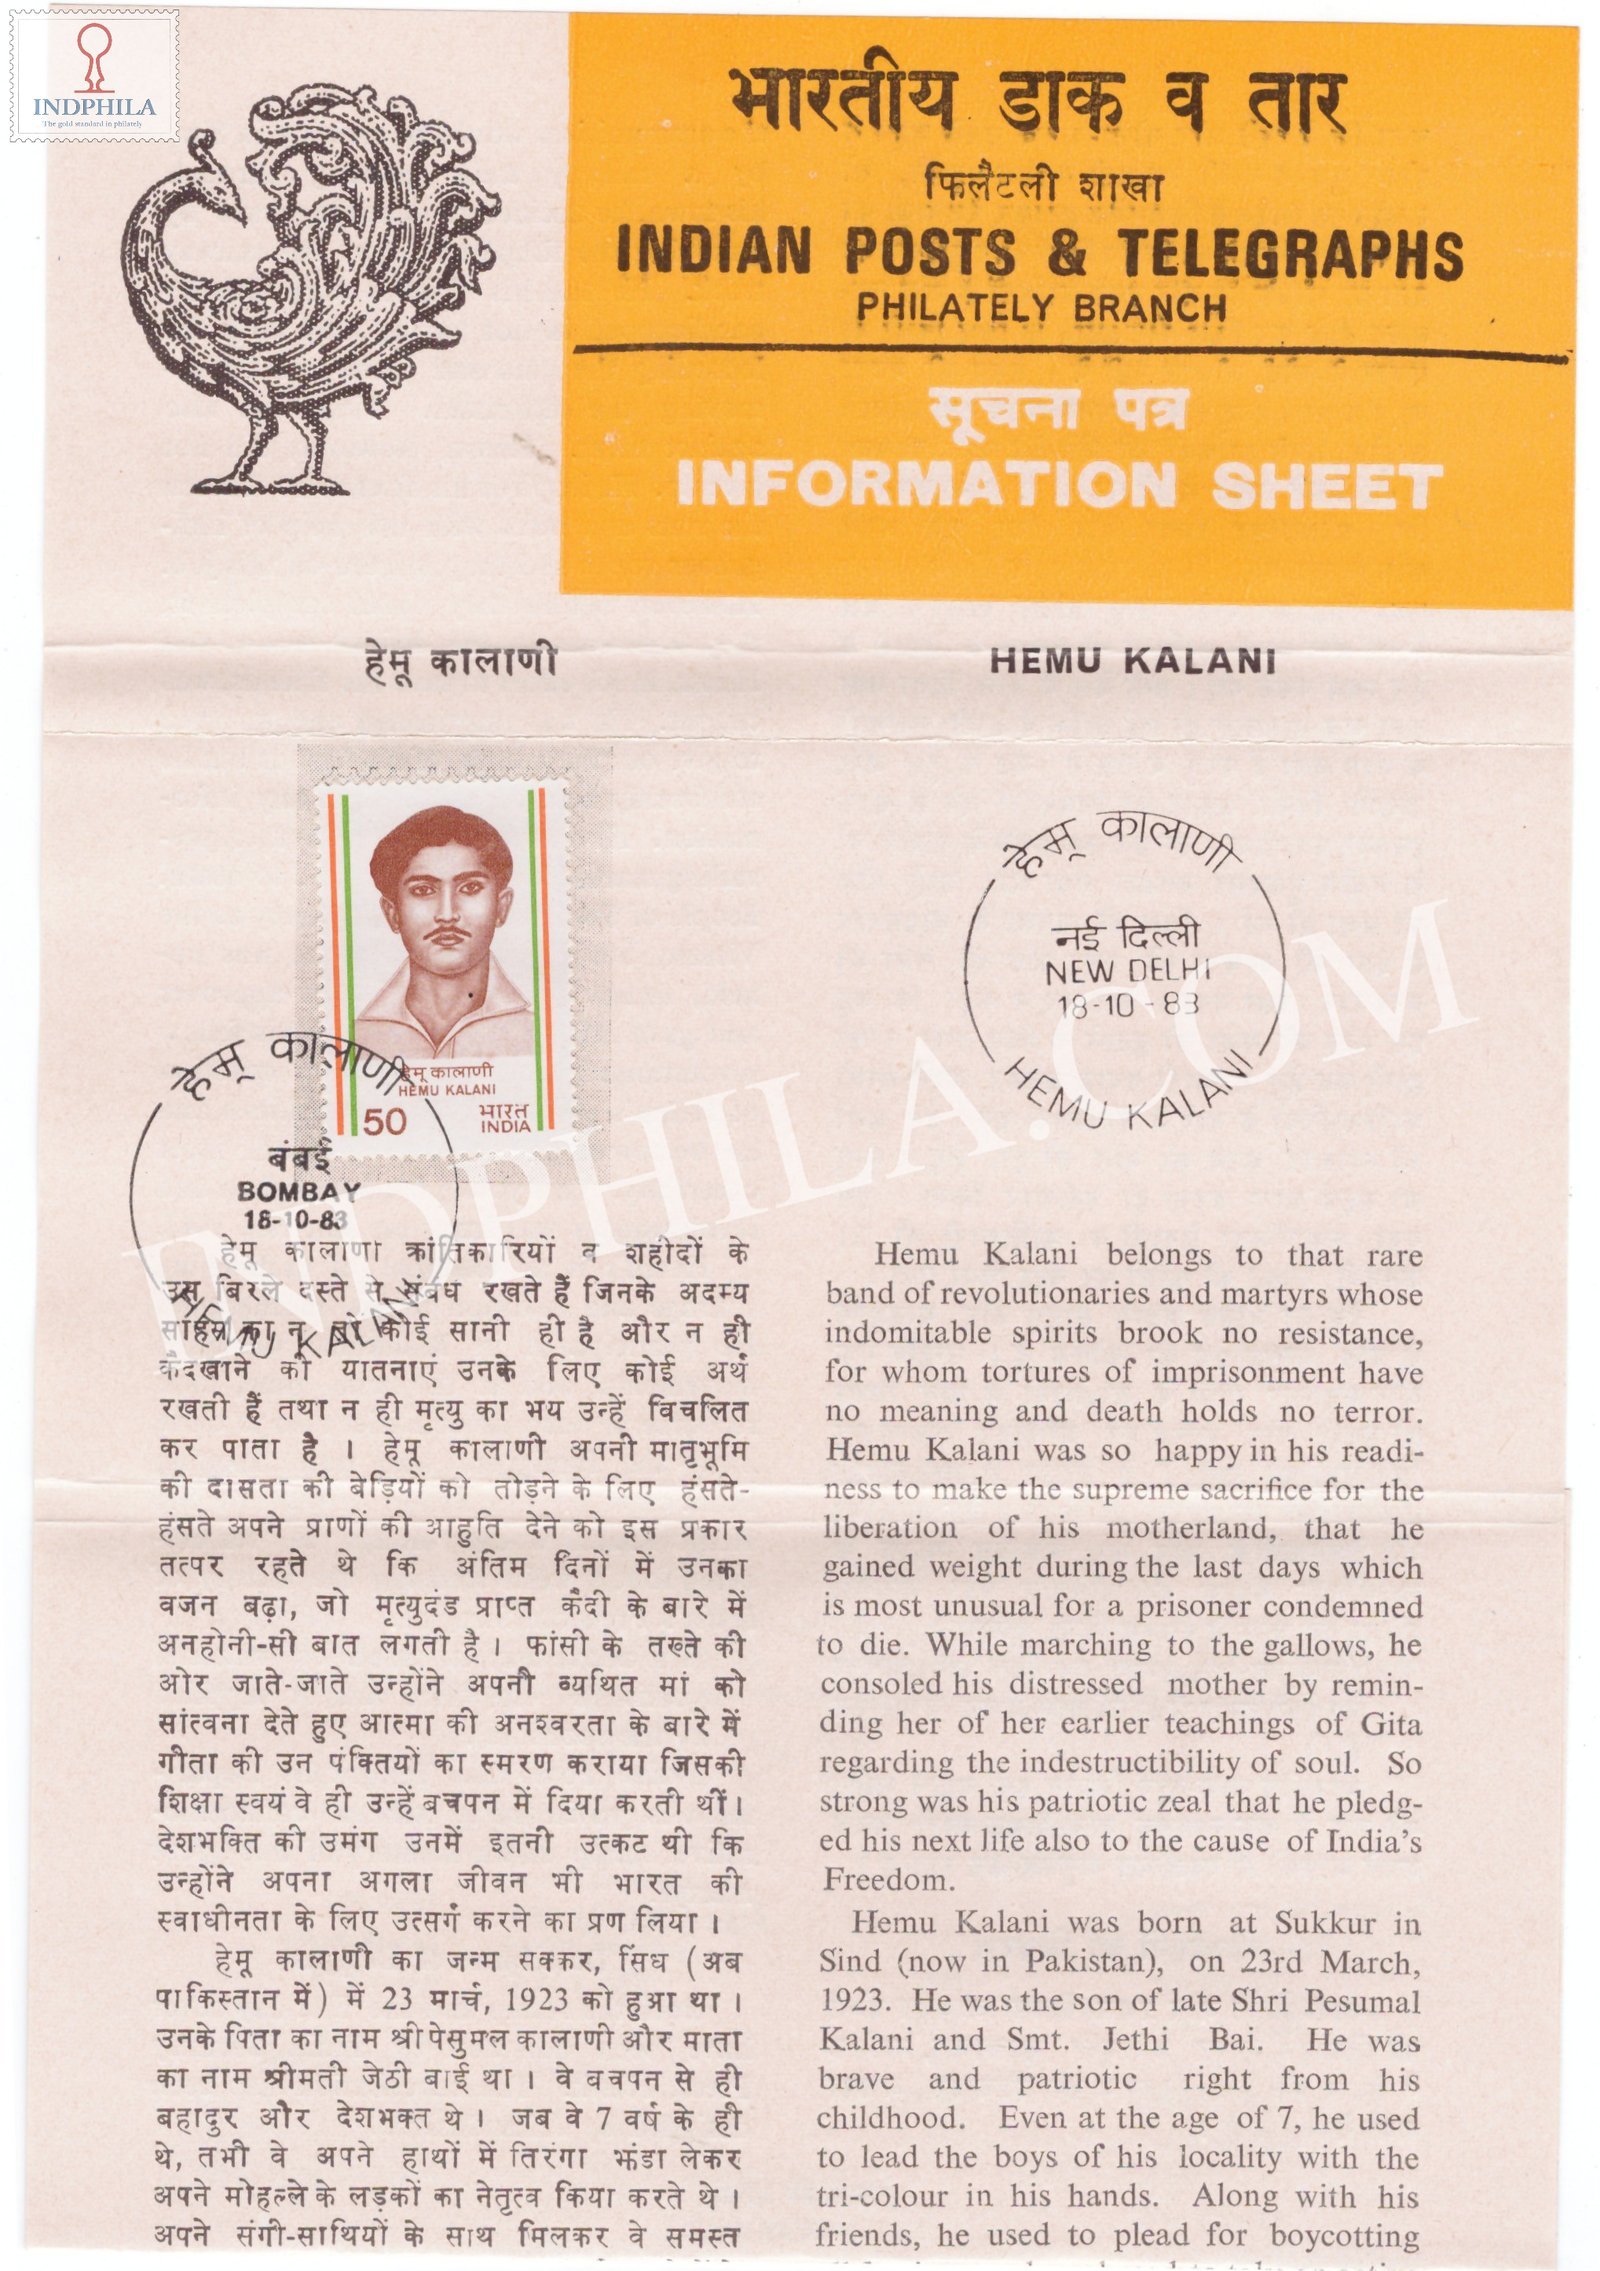 INDPHILA
The gold standard in philately
भारतीय डाक व तार
फिलैटली शाखा
INDIAN POSTS & TELEGRAPHS
PHILATELY BRANCH
सूचना पत्र
INFORMATION SHEET
हेमू कालाणी
HEMU KALANI
हेमू कालाणी
HEMU KALANI
50
भारत
INDIA
हेमू कालाणी
बंबई
BOMBAY
18-10-83
HEMU KALANI
हेमू कालाणी
नई दिल्ली
NEW DELHI
18-10-83
HEMU KALANI
INDPHILA.COM
हेमू कालाणी क्रांतिकारियों व शहीदों के
उस बिरले दस्ते से संबंध रखते हैं जिनके अदम्य
साहस का न तो कोई सानी ही है और न ही
कैदखाने की यातनाएं उनके लिए कोई अर्थ
रखती हैं तथा न ही मृत्यु का भय उन्हें विचलित
कर पाता है । हेमू कालाणी अपनी मातृभूमि
की दासता की बेड़ियों को तोड़ने के लिए हंसते-
हंसते अपने प्राणों की आहुति देने को इस प्रकार
तत्पर रहते थे कि अंतिम दिनों में उनका
वजन बढ़ा, जो मृत्युदंड प्राप्त कैदी के बारे में
अनहोनी-सी बात लगती है । फांसी के तख्ते की
ओर जाते-जाते उन्होंने अपनी व्यथित मां को
सांत्वना देते हुए आत्मा की अनश्वरता के बारे में
गीता की उन पंक्तियों का स्मरण कराया जिसकी
शिक्षा स्वयं वे ही उन्हें बचपन में दिया करती थीं ।
देशभक्ति की उमंग उनमें इतनी उत्कट थी कि
उन्होंने अपना अगला जीवन भी भारत की
स्वाधीनता के लिए उत्सर्ग करने का प्रण लिया ।
हेमू कालाणी का जन्म सक्कर, सिंध (अब
पाकिस्तान में) में 23 मार्च, 1923 को हुआ था ।
उनके पिता का नाम श्री पेसुमल कालाणी और माता
का नाम श्रीमती जेठी बाई था । वे बचपन से ही
बहादुर और देशभक्त थे । जब वे 7 वर्ष के ही
थे, तभी वे अपने हाथों में तिरंगा झंडा लेकर
अपने मोहल्ले के लड़कों का नेतृत्व किया करते थे ।
अपने संगी-साथियों के साथ मिलकर वे समस्त
Hemu Kalani belongs to that rare
band of revolutionaries and martyrs whose
indomitable spirits brook no resistance,
for whom tortures of imprisonment have
no meaning and death holds no terror.
Hemu Kalani was so happy in his readi-
ness to make the supreme sacrifice for the
liberation of his motherland, that he
gained weight during the last days which
is most unusual for a prisoner condemned
to die. While marching to the gallows, he
consoled his distressed mother by remin-
ding her of her earlier teachings of Gita
regarding the indestructibility of soul. So
strong was his patriotic zeal that he pledg-
ed his next life also to the cause of India's
Freedom.
Hemu Kalani was born at Sukkur in
Sind (now in Pakistan), on 23rd March,
1923. He was the son of late Shri Pesumal
Kalani and Smt. Jethi Bai. He was
brave and patriotic right from his
childhood. Even at the age of 7, he used
to lead the boys of his locality with the
tri-colour in his hands. Along with his
friends, he used to plead for boycotting